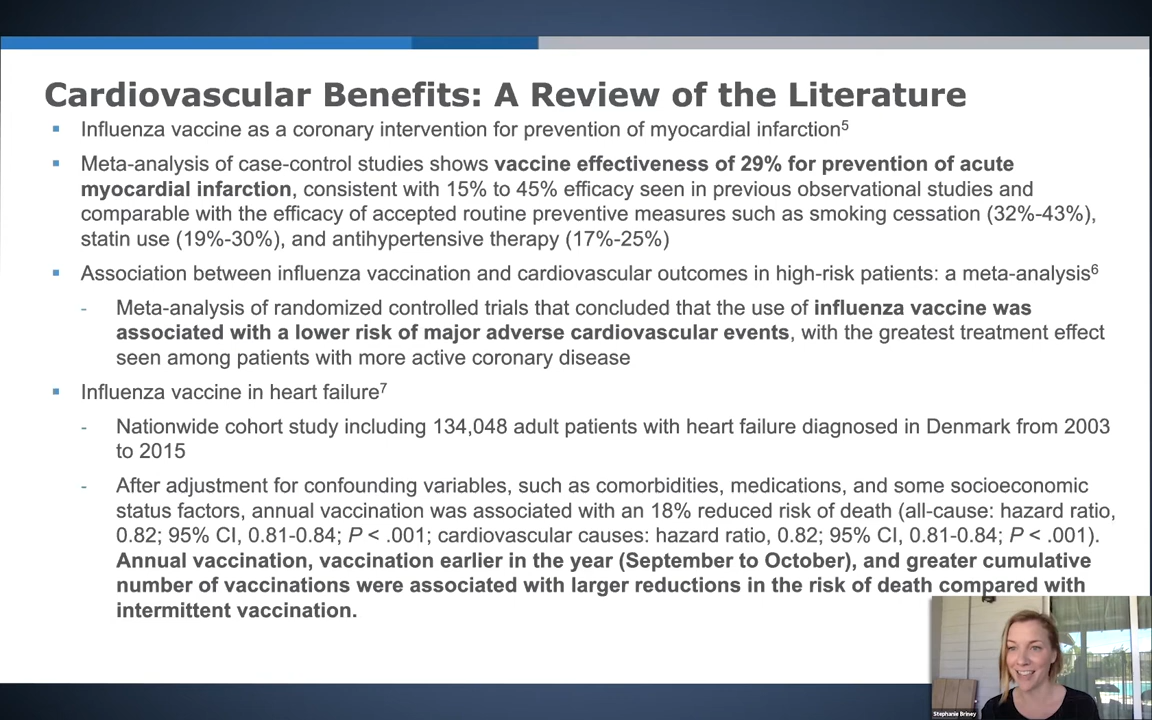 Cardiovascular Benefits: A Review of the Literature
▪ Influenza vaccine as a coronary intervention for prevention of myocardial infarction⁵
▪ Meta-analysis of case-control studies shows vaccine effectiveness of 29% for prevention of acute
myocardial infarction, consistent with 15% to 45% efficacy seen in previous observational studies and
comparable with the efficacy of accepted routine preventive measures such as smoking cessation (32%-43%),
statin use (19%-30%), and antihypertensive therapy (17%-25%)
▪ Association between influenza vaccination and cardiovascular outcomes in high-risk patients: a meta-analysis⁶
- Meta-analysis of randomized controlled trials that concluded that the use of influenza vaccine was
associated with a lower risk of major adverse cardiovascular events, with the greatest treatment effect
seen among patients with more active coronary disease
▪ Influenza vaccine in heart failure⁷
- Nationwide cohort study including 134,048 adult patients with heart failure diagnosed in Denmark from 2003
to 2015
- After adjustment for confounding variables, such as comorbidities, medications, and some socioeconomic
status factors, annual vaccination was associated with an 18% reduced risk of death (all-cause: hazard ratio,
0.82; 95% CI, 0.81-0.84; P < .001; cardiovascular causes: hazard ratio, 0.82; 95% CI, 0.81-0.84; P < .001).
Annual vaccination, vaccination earlier in the year (September to October), and greater cumulative
number of vaccinations were associated with larger reductions in the risk of death compared with
intermittent vaccination.
Stephanie Briney